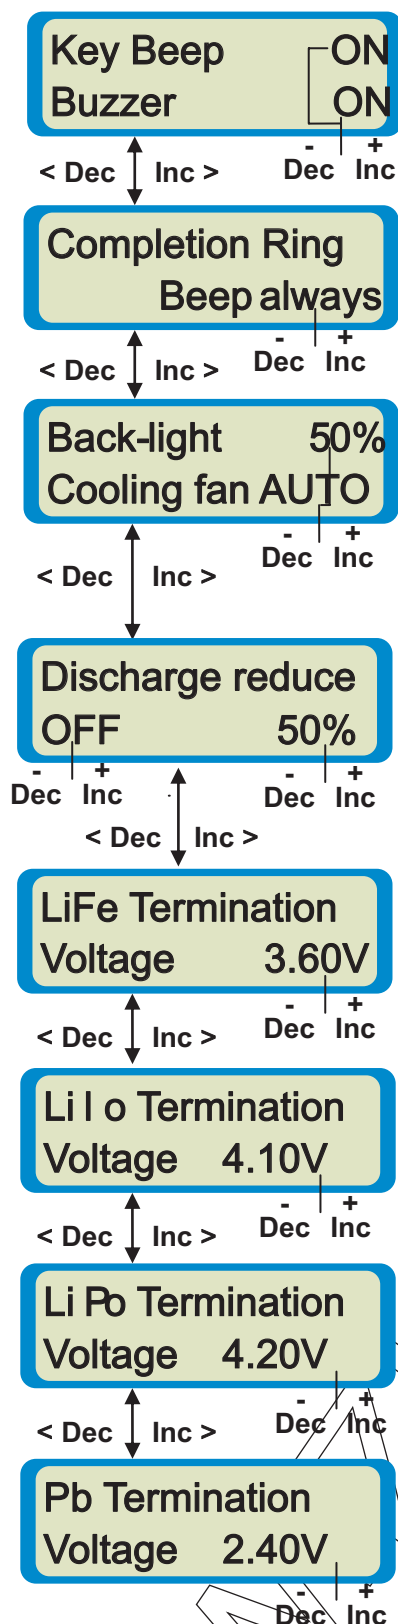 Key Beep ON
Buzzer ON
- +
Dec Inc
< Dec Inc >
Completion Ring
Beep always
- +
Dec Inc
< Dec Inc >
Back-light 50%
Cooling fan AUTO
- +
Dec Inc
< Dec Inc >
Discharge reduce
OFF 50%
- + - +
Dec Inc Dec Inc
< Dec Inc >
LiFe Termination
Voltage 3.60V
- +
Dec Inc
< Dec Inc >
Li I o Termination
Voltage 4.10V
- +
Dec Inc
< Dec Inc >
Li Po Termination
Voltage 4.20V
- +
Dec Inc
< Dec Inc >
Pb Termination
Voltage 2.40V
- +
Dec Inc